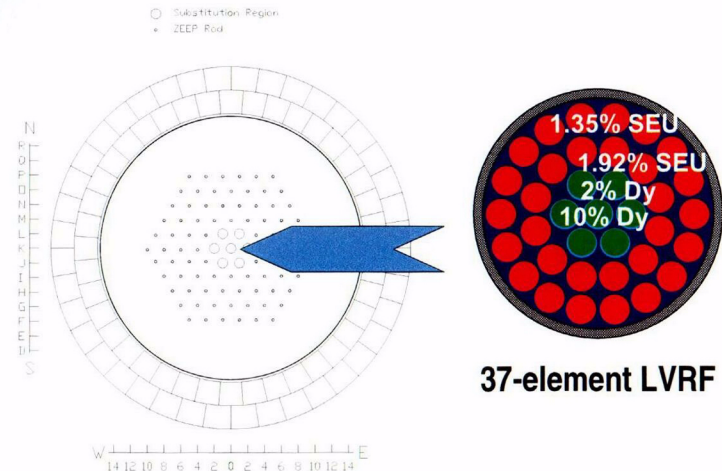 Substitution Region
ZEEP Rod
N
R
Q
P
O
N
M
L
K
J
I
H
G
F
E
D
S
W
E
14 12 10 8 6 4 2 0 2 4 6 8 10 12 14
1.35% SEU
1.92% SEU
2% Dy
10% Dy
37-element LVRF